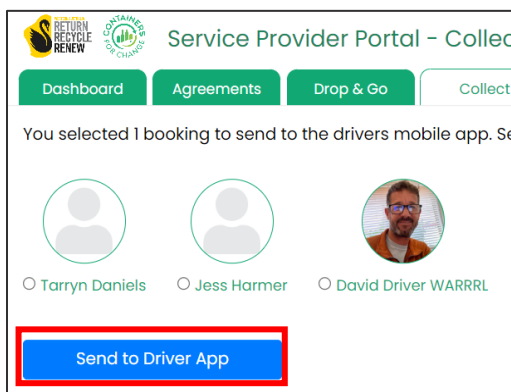 RETURN
RECYCLE
RENEW
CONTAINERS
FOR CHANGE
Service Provider Portal - Collec
Dashboard
Agreements
Drop & Go
Collect
You selected 1 booking to send to the drivers mobile app. Se
Tarryn Daniels
Jess Harmer
David Driver WARRRL
Send to Driver App